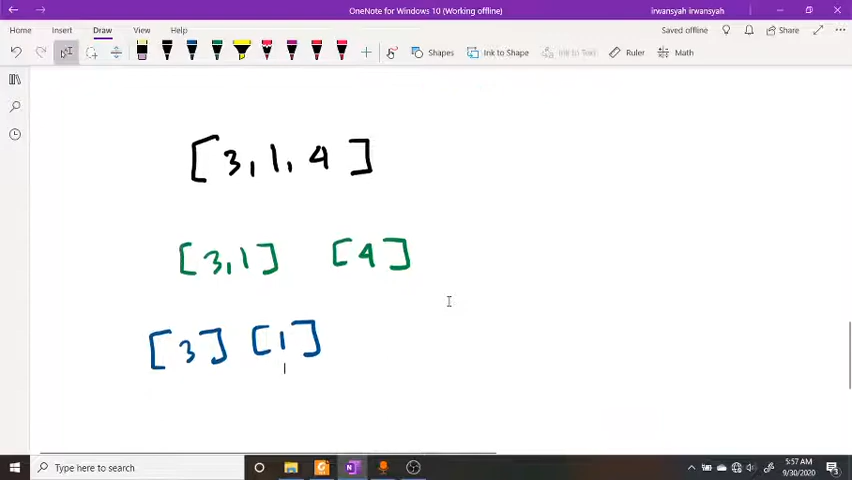 OneNote for Windows 10 (Working offline)
irwansyah irwansyah
Home Insert Draw View Help
Saved offline
Share
Shapes
Ink to Shape
Ink to Text
Ruler
Math
[3, 1, 4]
[3, 1] [4]
[3] [1]
Type here to search
5:57 AM
9/30/2020
3